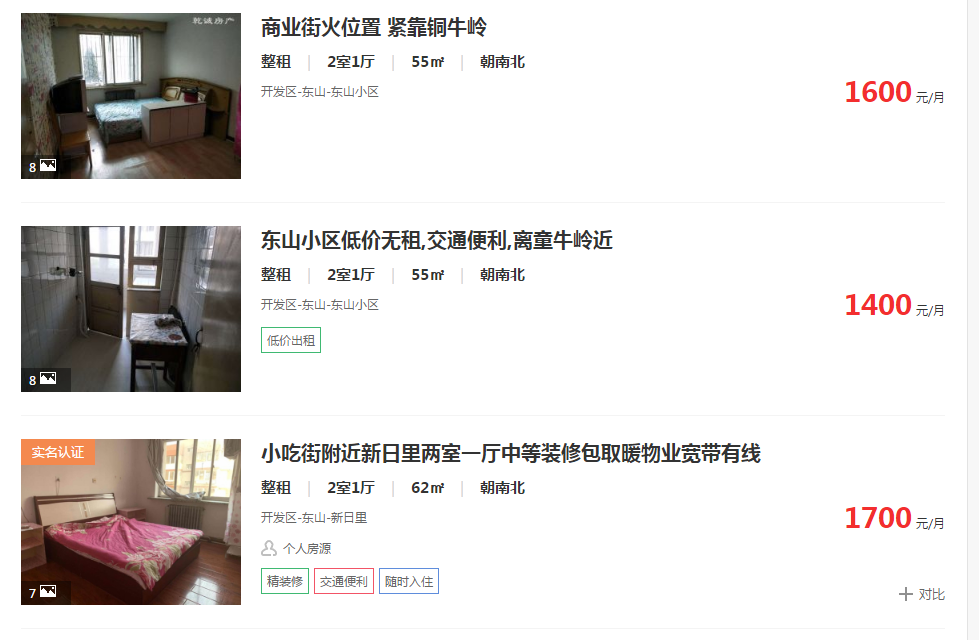 乾诚房产
8
商业街火位置 紧靠铜牛岭
整租 | 2室1厅 | 55㎡ | 朝南北
开发区-东山-东山小区
1600 元/月
8
东山小区低价无租,交通便利,离童牛岭近
整租 | 2室1厅 | 55㎡ | 朝南北
开发区-东山-东山小区
1400 元/月
低价出租
实名认证
7
小吃街附近新日里两室一厅中等装修包取暖物业宽带有线
整租 | 2室1厅 | 62㎡ | 朝南北
开发区-东山-新日里
1700 元/月
个人房源
精装修 交通便利 随时入住
对比